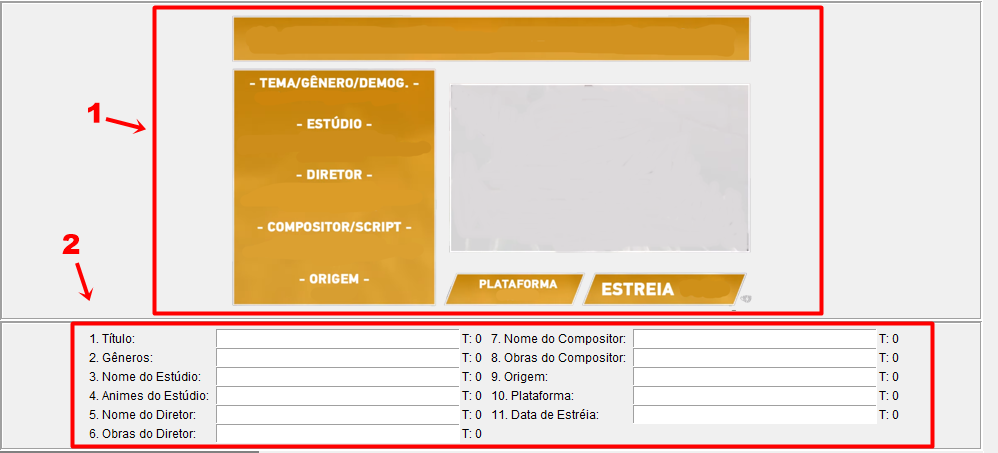 1
- TEMA/GÊNERO/DEMOG. -
- ESTÚDIO -
- DIRETOR -
- COMPOSITOR/SCRIPT -
- ORIGEM -
PLATAFORMA
ESTREIA
2
1. Título: T: 0
2. Gêneros: T: 0
3. Nome do Estúdio: T: 0
4. Animes do Estúdio: T: 0
5. Nome do Diretor: T: 0
6. Obras do Diretor: T: 0
7. Nome do Compositor: T: 0
8. Obras do Compositor: T: 0
9. Origem: T: 0
10. Plataforma: T: 0
11. Data de Estréia: T: 0